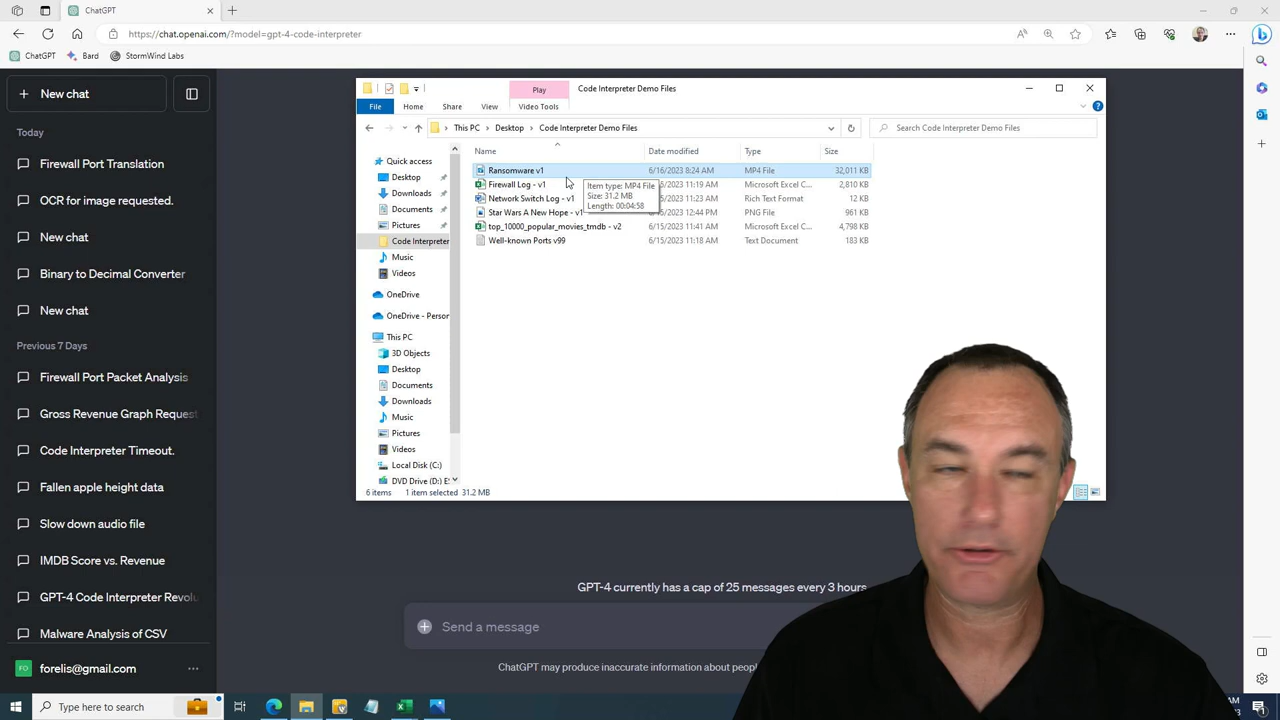 ChatGPT
https://chat.openai.com/?model=gpt-4-code-interpreter
ChatGPT
Bard
StormWind Labs
New chat
Today
Firewall Port Translation
Original image request.
New chat
Binary to Decimal Converter
New chat
Previous 7 Days
Firewall Port Packet Analysis
Gross Revenue Graph Request
Code Interpreter Timeout.
Fallen apple height data
Slow down audio file
IMDB Score vs Revenue
GPT-4 Code Interpreter Revolu
Malware Analysis of CSV
forelis@gmail.com
FO
Play
Code Interpreter Demo Files
File
Home
Share
View
Video Tools
This PC
Desktop
Code Interpreter Demo Files
Search Code Interpreter Demo Files
Quick access
Desktop
Downloads
Documents
Pictures
Code Interpreter
Music
Videos
OneDrive
OneDrive - Person
This PC
3D Objects
Desktop
Documents
Downloads
Music
Pictures
Videos
Local Disk (C:)
DVD Drive (D:) E
Name Date modified Type Size
Ransomware v1 6/16/2023 8:24 AM MP4 File 32,011 KB
Firewall Log - v1 5/2023 11:19 AM Microsoft Excel C... 2,810 KB
Network Switch Log - v1 5/2023 11:23 AM Rich Text Format 12 KB
Star Wars A New Hope - v1 5/2023 12:44 PM PNG File 961 KB
top_10000_popular_movies_tmdb - v2 6/15/2023 11:41 AM Microsoft Excel C... 4,798 KB
Well-known Ports v99 6/15/2023 11:18 AM Text Document 183 KB
Item type: MP4 File
Size: 31.2 MB
Length: 00:04:58
6 items 1 item selected 31.2 MB
GPT-4 currently has a cap of 25 messages every 3 hours
Send a message
ChatGPT may produce inaccurate information about peopl
Type here to search